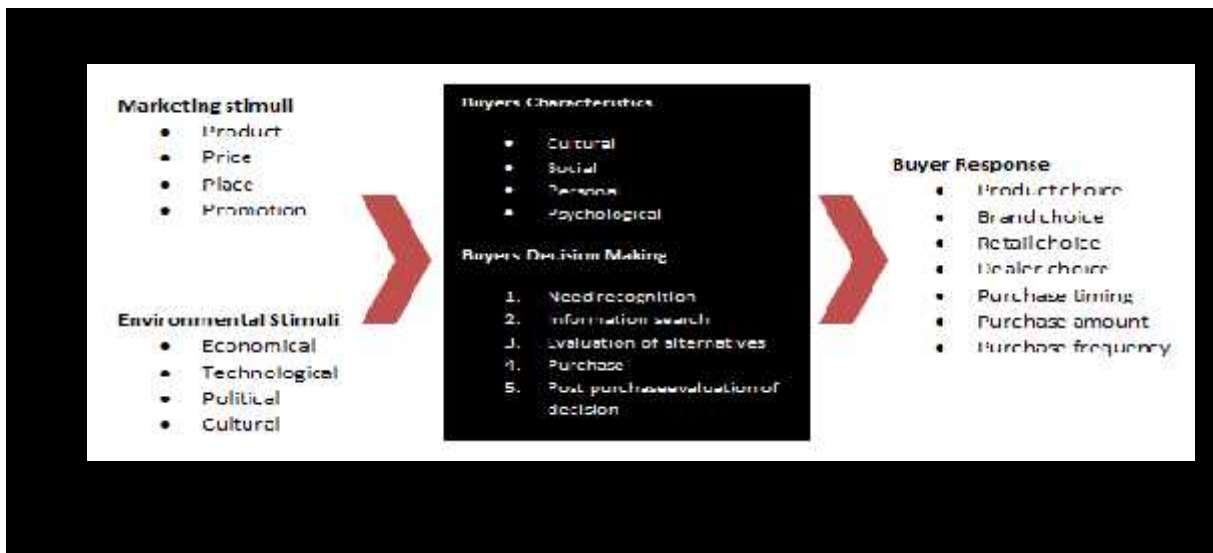 Marketing stimuli
• Product
• Price
• Place
• Promotion
Environmental Stimuli
• Economical
• Technological
• Political
• Cultural
Buyers Characteristics
• Cultural
• Social
• Personal
• Psychological
Buyers Decision Making
1. Need recognition
2. Information search
3. Evaluation of alternatives
4. Purchase
5. Post purchase evaluation of
decision
Buyer Response
• Product choice
• Brand choice
• Retail choice
• Dealer choice
• Purchase timing
• Purchase amount
• Purchase frequency